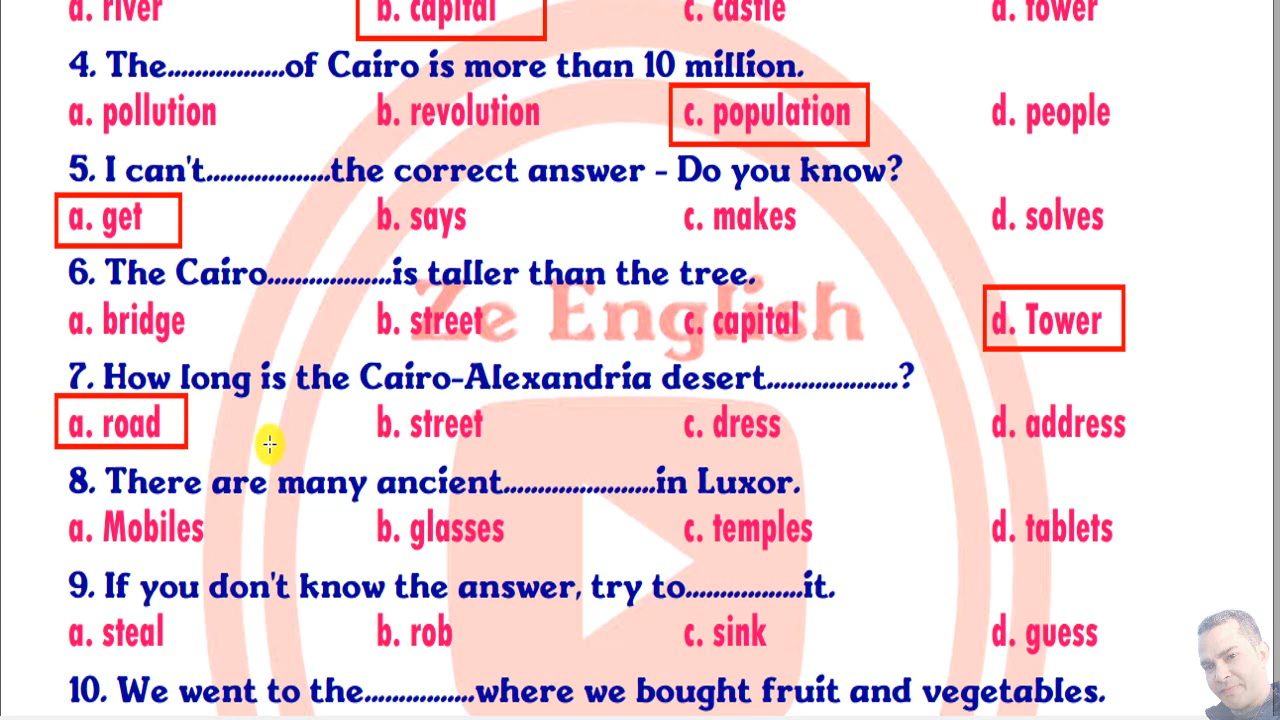 a. river b. capital c. castle d. tower
4. The.................of Cairo is more than 10 million.
a. pollution b. revolution c. population d. people
5. I can't..................the correct answer - Do you know?
a. get b. says c. makes d. solves
6. The Cairo..................is taller than the tree.
a. bridge b. street c. capital d. Tower
Ze English
7. How long is the Cairo-Alexandria desert...................?
a. road b. street c. dress d. address
8. There are many ancient......................in Luxor.
a. Mobiles b. glasses c. temples d. tablets
9. If you don't know the answer, try to.................it.
a. steal b. rob c. sink d. guess
10. We went to the................where we bought fruit and vegetables.